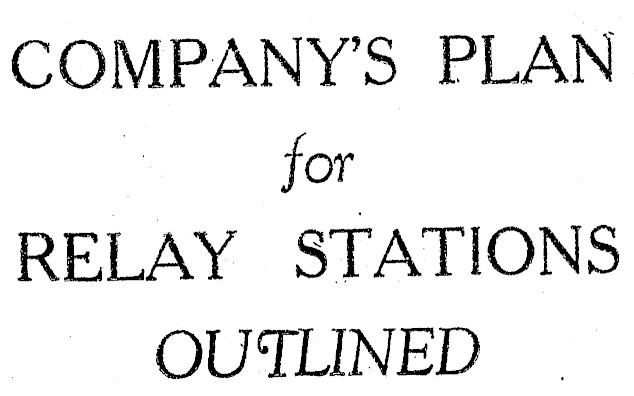 COMPANY'S PLAN
for
RELAY STATIONS
OUTLINED